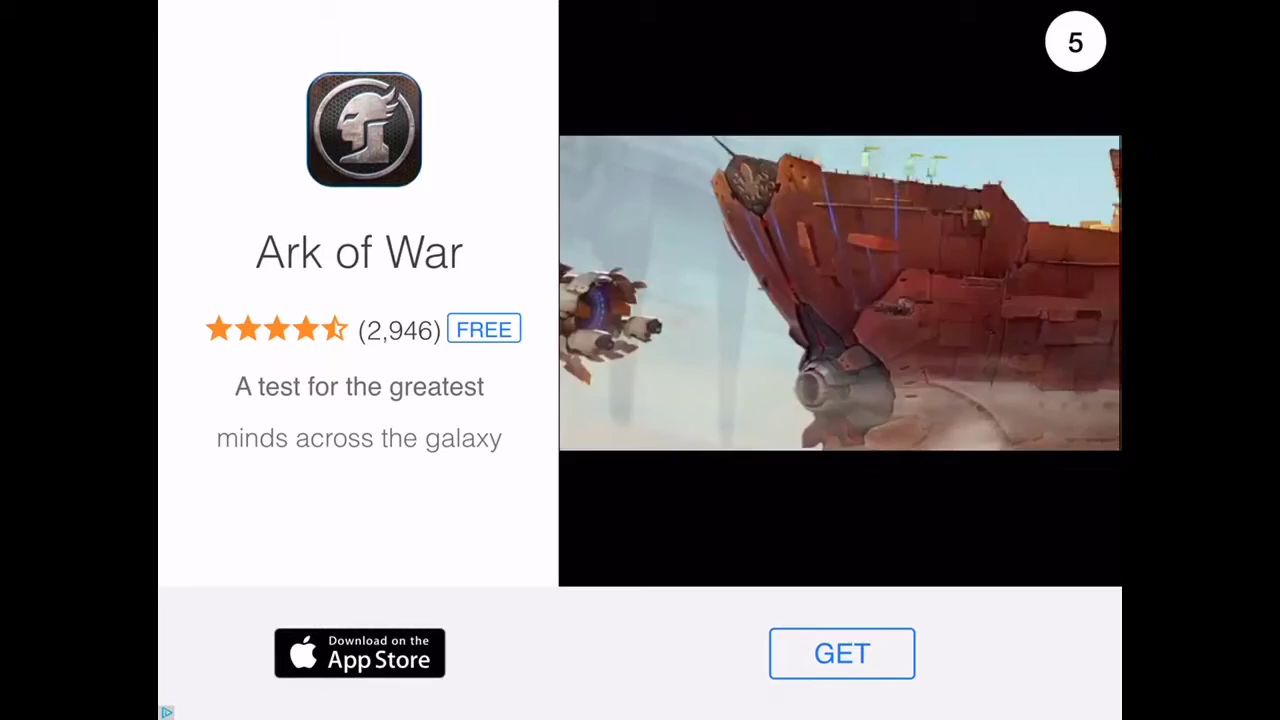 5
Ark of War
(2,946) FREE
A test for the greatest
minds across the galaxy
Download on the
App Store
GET